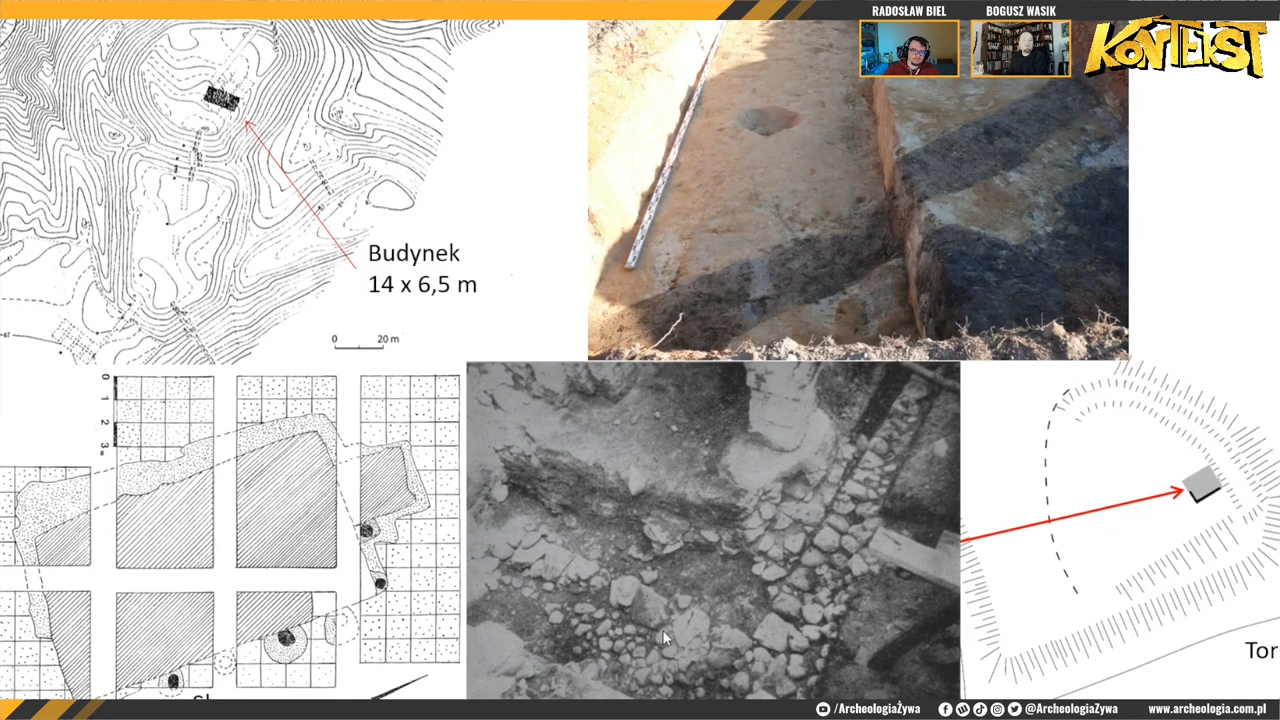 RADOSŁAW BIEL
BOGUSZ WASIK
KONTEKST
Budynek
14 x 6,5 m
0 20 m
0
1
2
3 m
Tor
/ArcheologiaŻywa
@ArcheologiaZywa
www.archeologia.com.pl